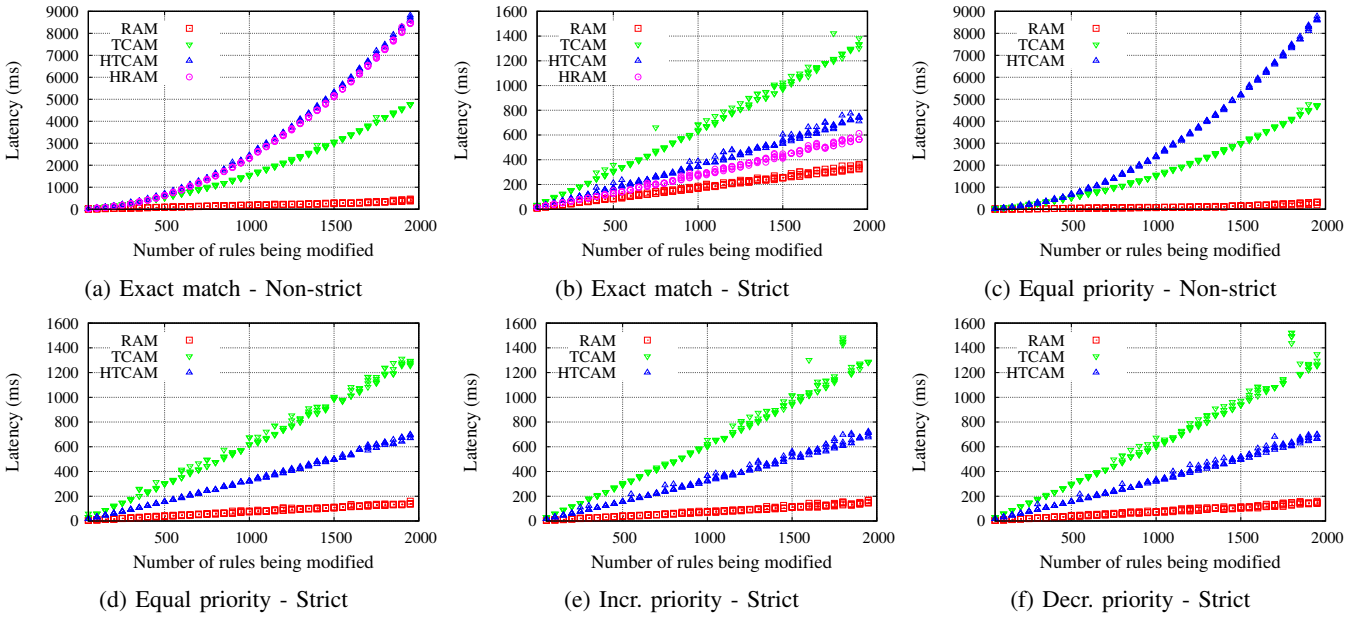 9000
8000
7000
6000
5000
4000
3000
2000
1000
0
Latency (ms)
RAM
TCAM
HTCAM
HRAM
500 1000 1500 2000
Number of rules being modified
(a) Exact match - Non-strict
1600
1400
1200
1000
800
600
400
200
0
Latency (ms)
RAM
TCAM
HTCAM
HRAM
500 1000 1500 2000
Number of rules being modified
(b) Exact match - Strict
9000
8000
7000
6000
5000
4000
3000
2000
1000
0
Latency (ms)
RAM
TCAM
HTCAM
500 1000 1500 2000
Number or rules being modified
(c) Equal priority - Non-strict
1600
1400
1200
1000
800
600
400
200
0
Latency (ms)
RAM
TCAM
HTCAM
500 1000 1500 2000
Number of rules being modified
(d) Equal priority - Strict
1600
1400
1200
1000
800
600
400
200
0
Latency (ms)
RAM
TCAM
HTCAM
500 1000 1500 2000
Number of rules being modified
(e) Incr. priority - Strict
1600
1400
1200
1000
800
600
400
200
0
Latency (ms)
RAM
TCAM
HTCAM
500 1000 1500 2000
Number of rules being modified
(f) Decr. priority - Strict